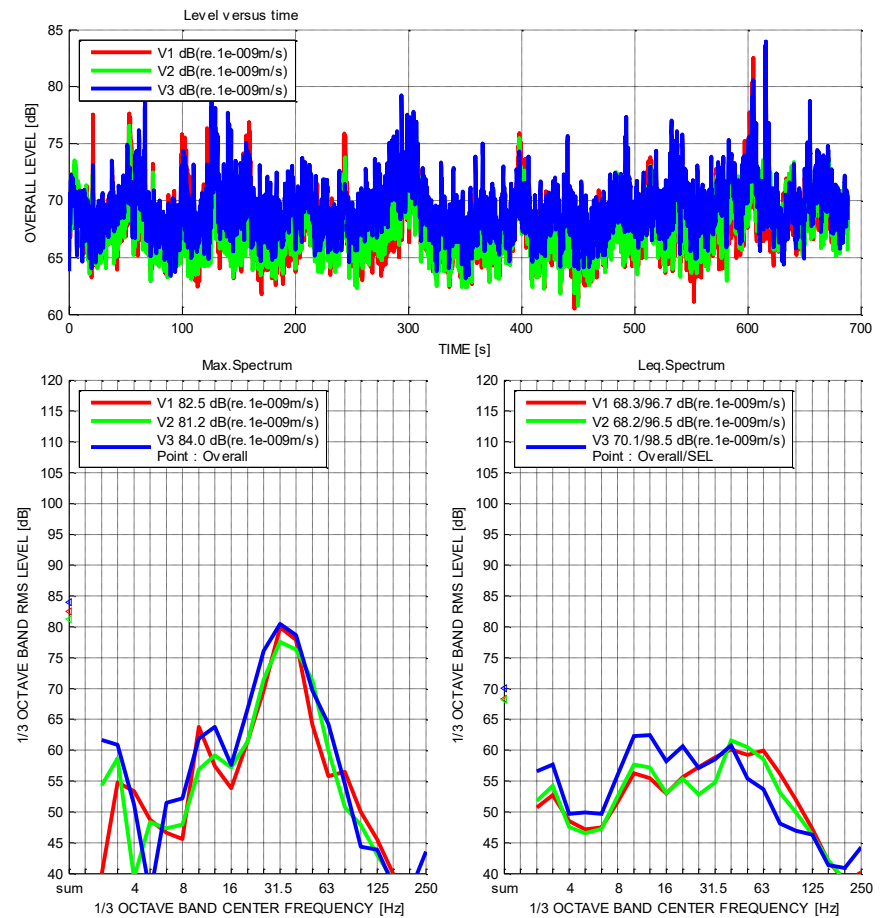 Level versus time
85
80
75
70
65
60
OVERALL LEVEL [dB]
V1 dB(re.1e-009m/s)
V2 dB(re.1e-009m/s)
V3 dB(re.1e-009m/s)
0 100 200 300 400 500 600 700
TIME [s]
Max.Spectrum
120
115
110
105
100
95
90
85
80
75
70
65
60
55
50
45
40
1/3 OCTAVE BAND RMS LEVEL [dB]
V1 82.5 dB(re.1e-009m/s)
V2 81.2 dB(re.1e-009m/s)
V3 84.0 dB(re.1e-009m/s)
Point : Overall
sum 4 8 16 31.5 63 125 250
1/3 OCTAVE BAND CENTER FREQUENCY [Hz]
Leq.Spectrum
120
115
110
105
100
95
90
85
80
75
70
65
60
55
50
45
40
1/3 OCTAVE BAND RMS LEVEL [dB]
V1 68.3/96.7 dB(re.1e-009m/s)
V2 68.2/96.5 dB(re.1e-009m/s)
V3 70.1/98.5 dB(re.1e-009m/s)
Point : Overall/SEL
sum 4 8 16 31.5 63 125 250
1/3 OCTAVE BAND CENTER FREQUENCY [Hz]